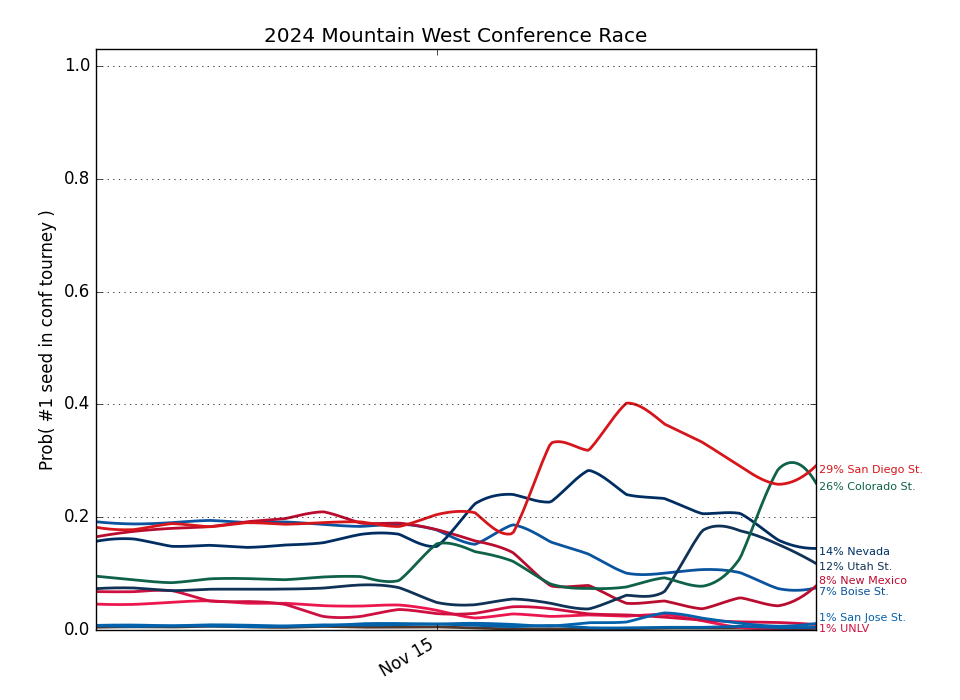 2024 Mountain West Conference Race
Prob( #1 seed in conf tourney )
1.0
0.8
0.6
0.4
0.2
0.0
Nov 15
29% San Diego St.
26% Colorado St.
14% Nevada
12% Utah St.
8% New Mexico
7% Boise St.
1% San Jose St.
1% UNLV